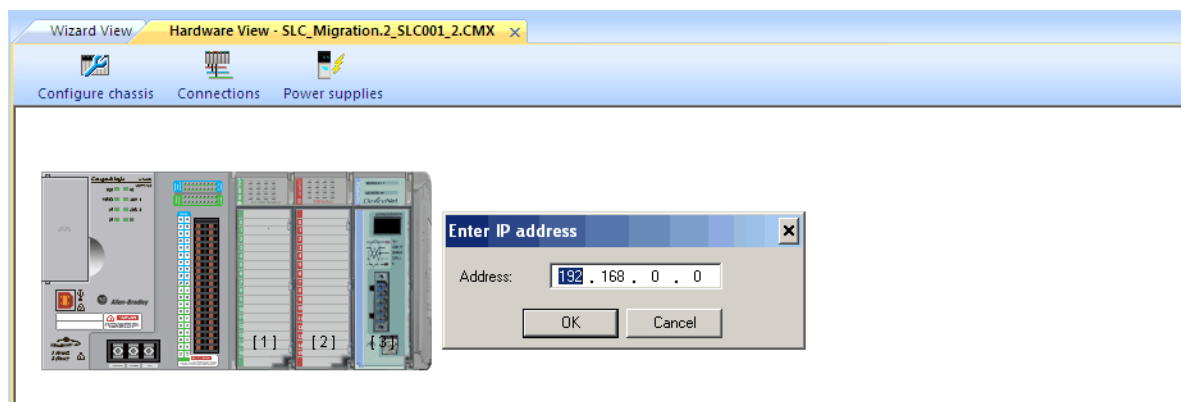 Wizard View
Hardware View - SLC_Migration.2_SLC001_2.CMX
Configure chassis Connections Power supplies
CompactLogix
DeviceNet
Allen-Bradley
[1] [2] [3]
Enter IP address
Address: 192 . 168 . 0 . 0
OK Cancel